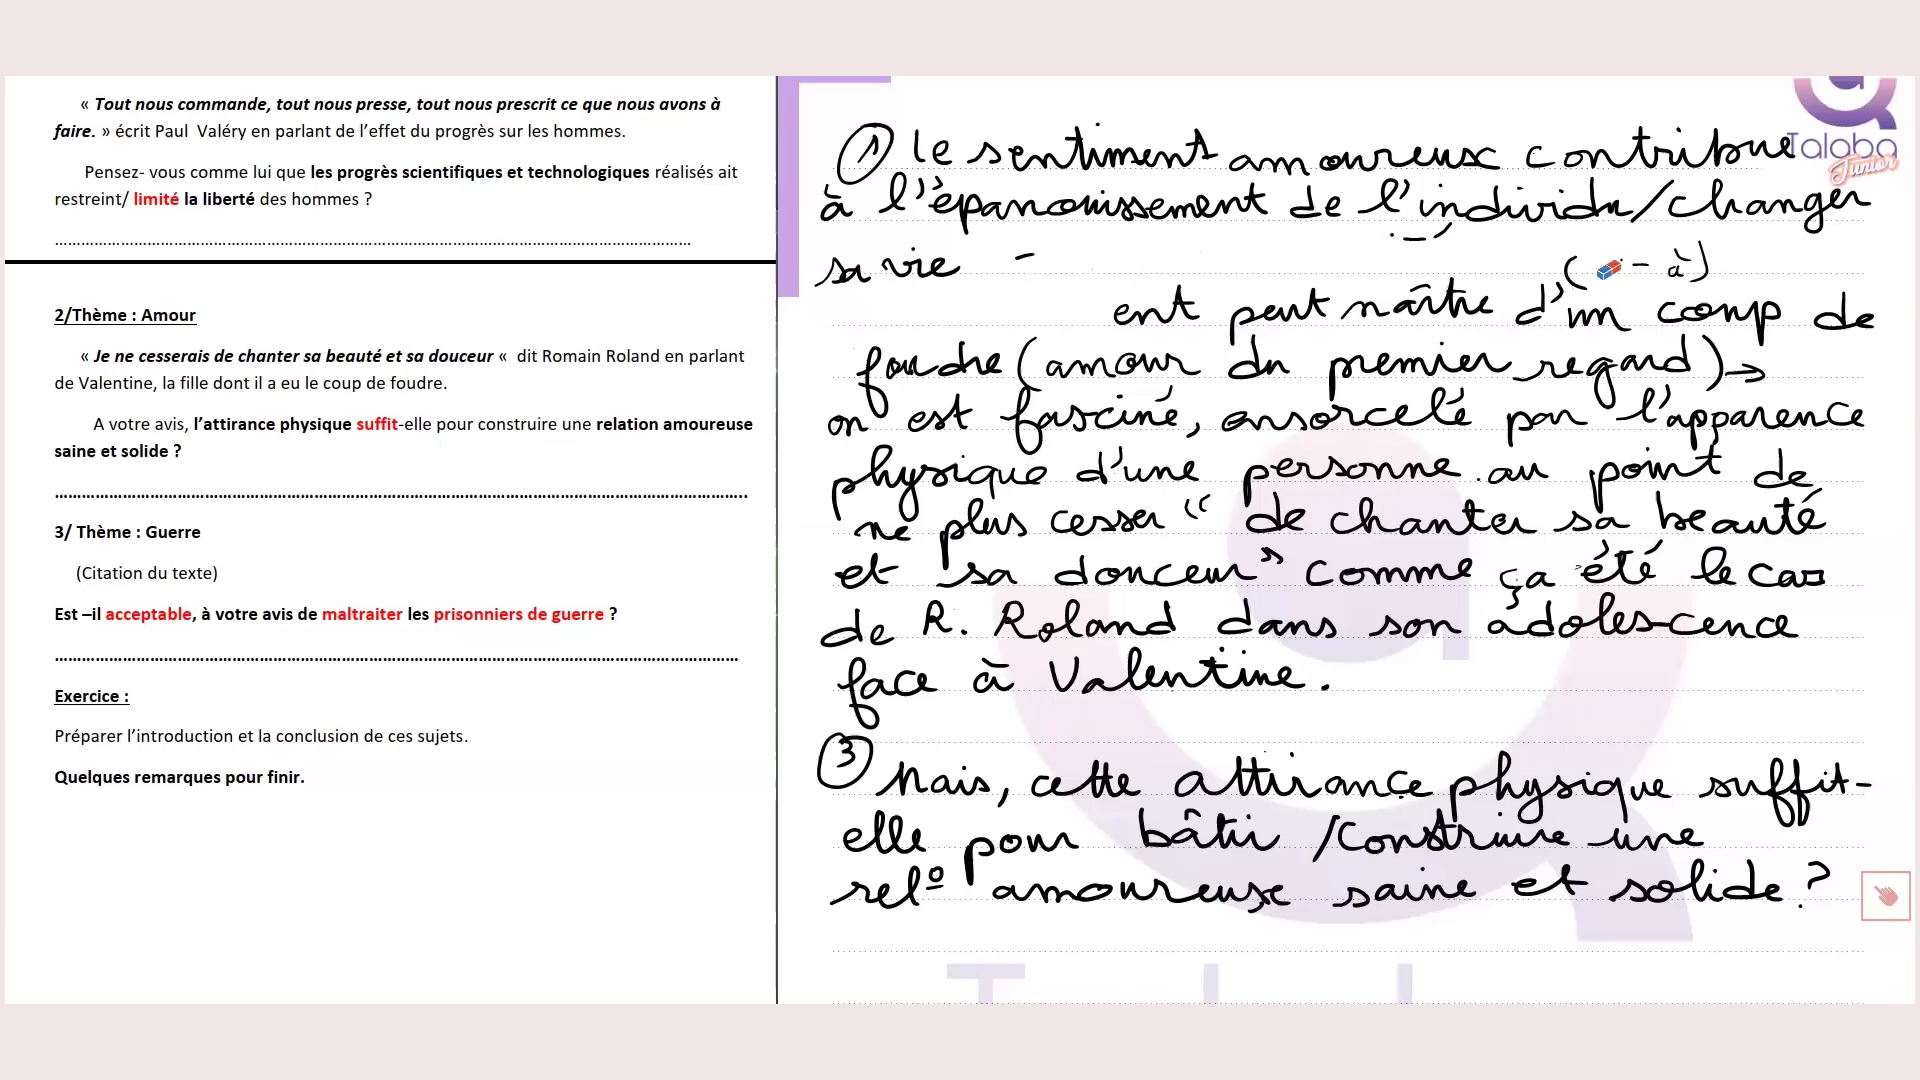 « Tout nous commande, tout nous presse, tout nous prescrit ce que nous avons à
faire. » écrit Paul Valéry en parlant de l’effet du progrès sur les hommes.
Pensez- vous comme lui que les progrès scientifiques et technologiques réalisés ait
restreint/ limité la liberté des hommes ?
2/Thème : Amour
« Je ne cesserais de chanter sa beauté et sa douceur « dit Romain Roland en parlant
de Valentine, la fille dont il a eu le coup de foudre.
A votre avis, l’attirance physique suffit-elle pour construire une relation amoureuse
saine et solide ?
3/ Thème : Guerre
(Citation du texte)
Est –il acceptable, à votre avis de maltraiter les prisonniers de guerre ?
Exercice :
Préparer l’introduction et la conclusion de ces sujets.
Quelques remarques pour finir.
Taloba
Junior
① Le sentiment amoureux contribue
à l'épanouissement de l'individu/changer
sa vie -
( - à)
ent peut naître d'un coup de
foudre (amour du premier regard) →
on est fasciné, ensorcelé par l'apparence
physique d'une personne au point de
ne plus cesser " de chanter sa beauté
et sa douceur" comme ça été le cas
de R. Roland dans son adolescence
face à Valentine.
③ Mais, cette attirance physique suffit-
elle pour bâtir /construire une
rel° amoureuse saine et solide ?